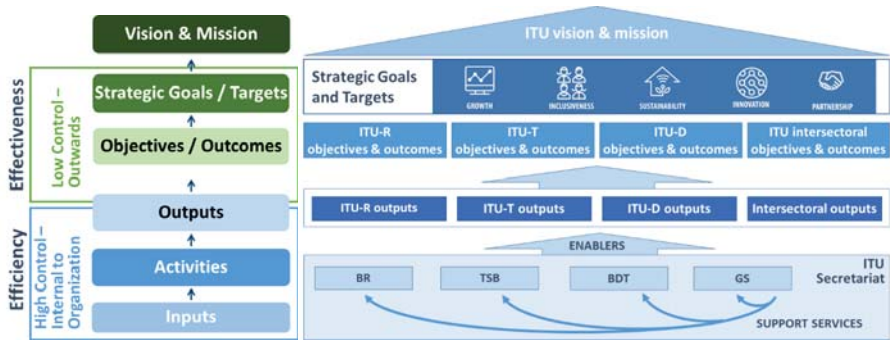 Effectiveness
Efficiency
Low Control –
Outwards
High Control –
Internal to
Organization
Vision & Mission
Strategic Goals / Targets
Objectives / Outcomes
Outputs
Activities
Inputs
ITU vision & mission
Strategic Goals
and Targets
GROWTH
INCLUSIVENESS
SUSTAINABILITY
INNOVATION
PARTNERSHIP
ITU-R
objectives & outcomes
ITU-T
objectives & outcomes
ITU-D
objectives & outcomes
ITU intersectoral
objectives & outcomes
ITU-R outputs
ITU-T outputs
ITU-D outputs
Intersectoral outputs
ENABLERS
ITU
Secretariat
BR
TSB
BDT
GS
SUPPORT SERVICES